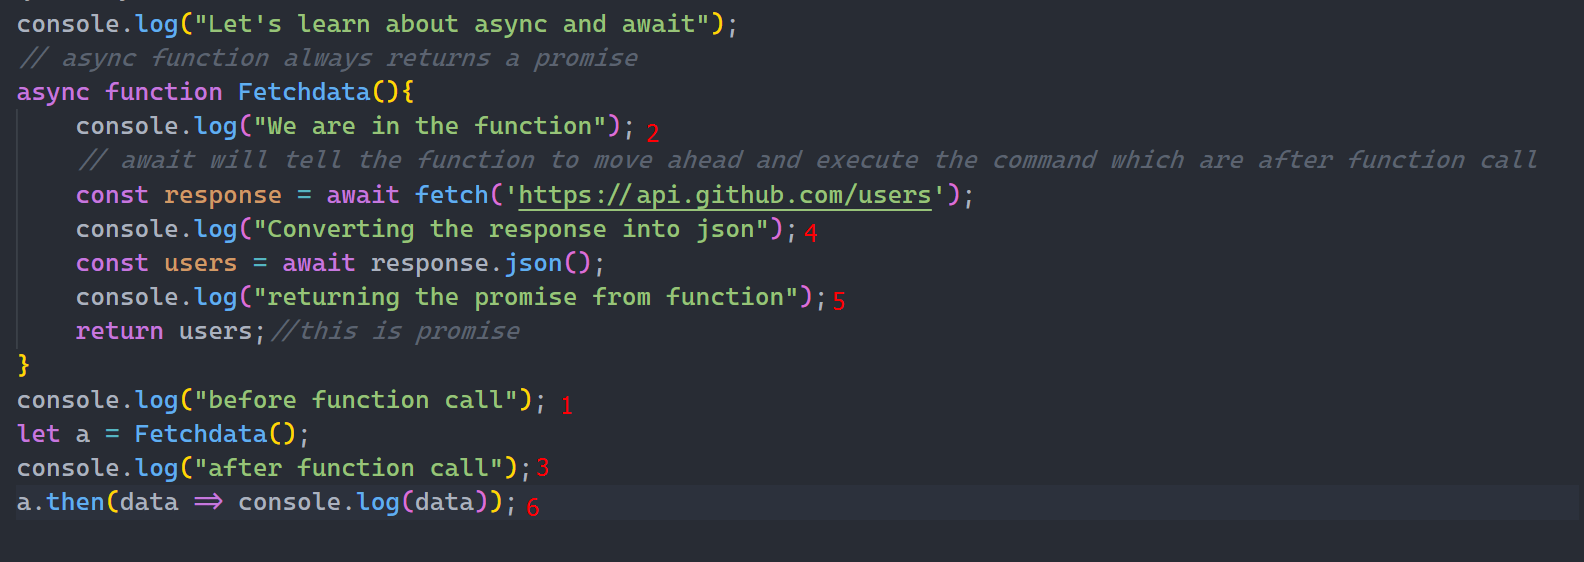 console.log("Let's learn about async and await");
// async function always returns a promise
async function Fetchdata(){
    console.log("We are in the function"); 2
    // await will tell the function to move ahead and execute the command which are after function call
    const response = await fetch('https://api.github.com/users');
    console.log("Converting the response into json"); 4
    const users = await response.json();
    console.log("returning the promise from function"); 5
    return users;//this is promise
}
console.log("before function call"); 1
let a = Fetchdata();
console.log("after function call"); 3
a.then(data => console.log(data)); 6